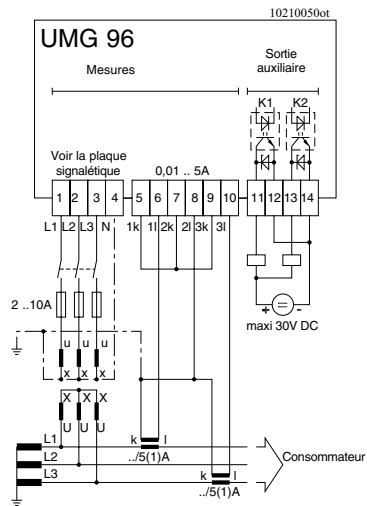 10210050ot
UMG 96
Mesures
Sortie
auxiliaire
K1 K2
Voir la plaque
signalétique
0,01 .. 5A
1 2 3 4 5 6 7 8 9 10 11 12 13 14
L1 L2 L3 N 1k 1l 2k 2l 3k 3l
2 ..10A
+ = -
maxi 30V DC
u u u
x x x
X X X
U U U
L1 k l
L2 ../5(1)A
L3 k l
../5(1)A
Consommateur